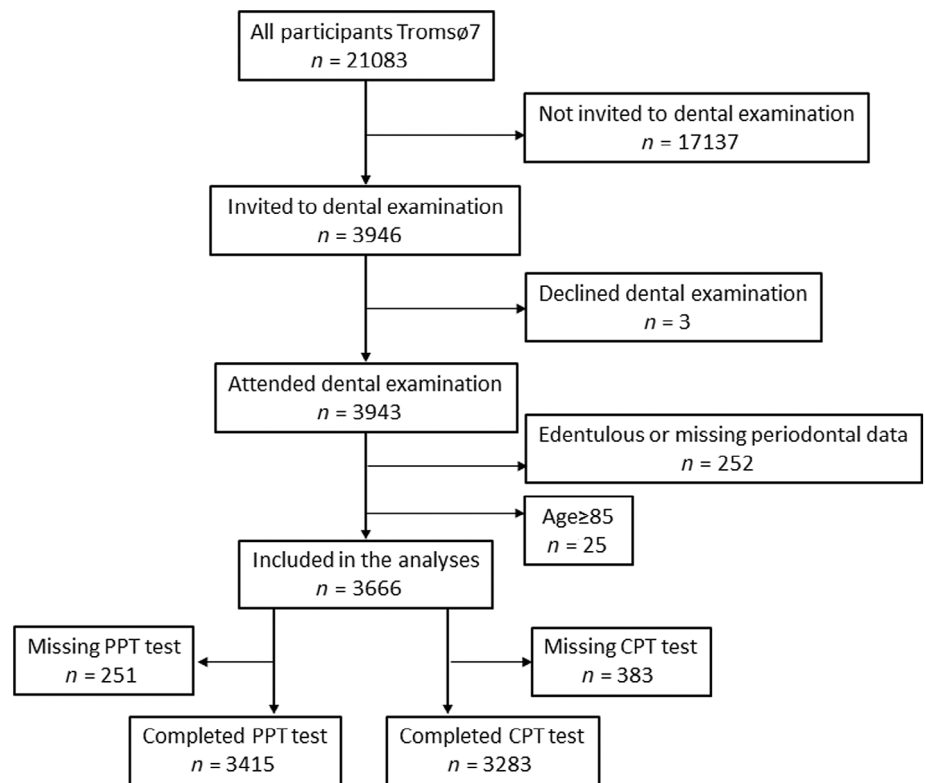 All participants Tromsø7
n = 21083
Not invited to dental examination
n = 17137
Invited to dental examination
n = 3946
Declined dental examination
n = 3
Attended dental examination
n = 3943
Edentulous or missing periodontal data
n = 252
Age≥85
n = 25
Included in the analyses
n = 3666
Missing PPT test
n = 251
Missing CPT test
n = 383
Completed PPT test
n = 3415
Completed CPT test
n = 3283